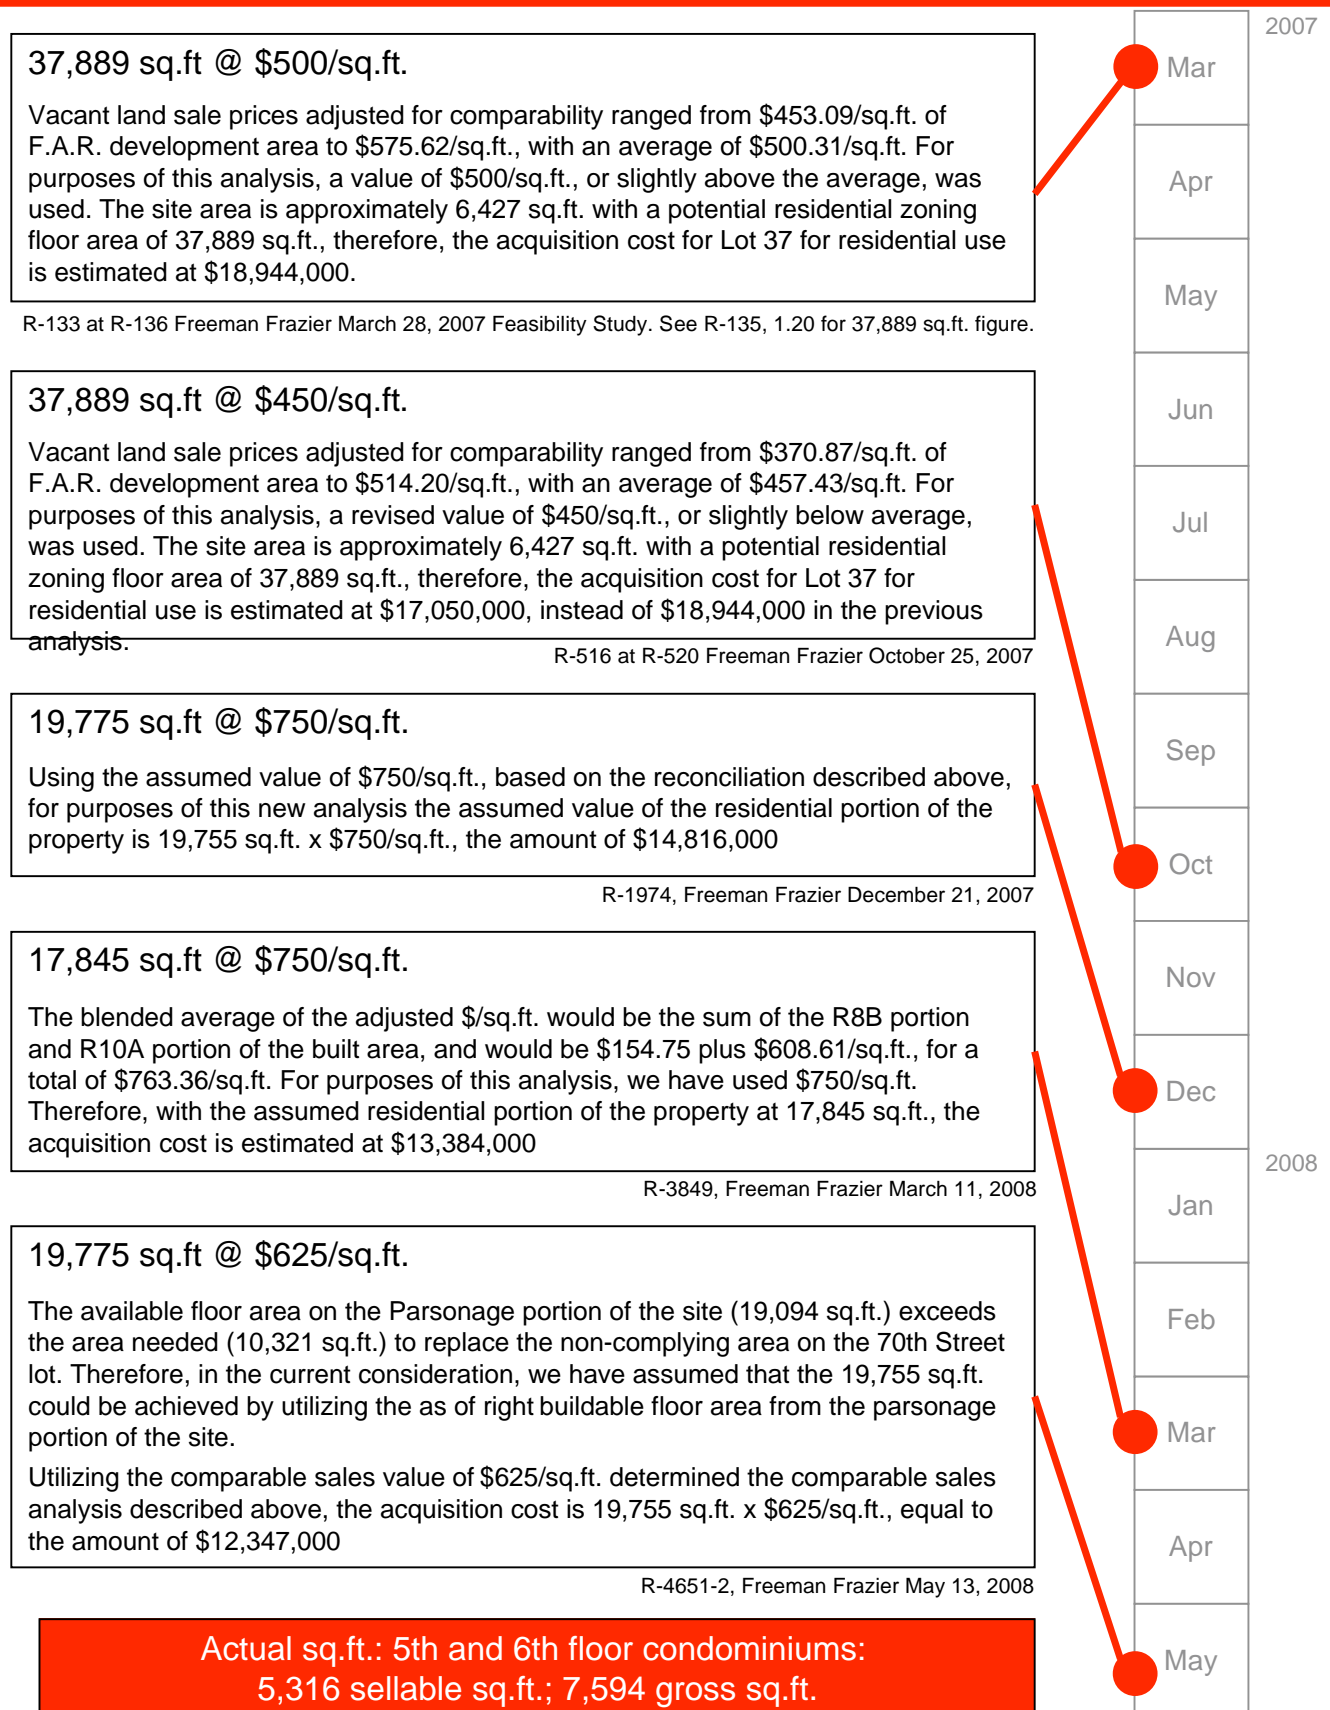 37,889 sq.ft @ $500/sq.ft.
Vacant land sale prices adjusted for comparability ranged from $453.09/sq.ft. of
F.A.R. development area to $575.62/sq.ft., with an average of $500.31/sq.ft. For
purposes of this analysis, a value of $500/sq.ft., or slightly above the average, was
used. The site area is approximately 6,427 sq.ft. with a potential residential zoning
floor area of 37,889 sq.ft., therefore, the acquisition cost for Lot 37 for residential use
is estimated at $18,944,000.
R-133 at R-136 Freeman Frazier March 28, 2007 Feasibility Study. See R-135, 1.20 for 37,889 sq.ft. figure.
37,889 sq.ft @ $450/sq.ft.
Vacant land sale prices adjusted for comparability ranged from $370.87/sq.ft. of
F.A.R. development area to $514.20/sq.ft., with an average of $457.43/sq.ft. For
purposes of this analysis, a revised value of $450/sq.ft., or slightly below average,
was used. The site area is approximately 6,427 sq.ft. with a potential residential
zoning floor area of 37,889 sq.ft., therefore, the acquisition cost for Lot 37 for
residential use is estimated at $17,050,000, instead of $18,944,000 in the previous
analysis.
R-516 at R-520 Freeman Frazier October 25, 2007
19,775 sq.ft @ $750/sq.ft.
Using the assumed value of $750/sq.ft., based on the reconciliation described above,
for purposes of this new analysis the assumed value of the residential portion of the
property is 19,755 sq.ft. x $750/sq.ft., the amount of $14,816,000
R-1974, Freeman Frazier December 21, 2007
17,845 sq.ft @ $750/sq.ft.
The blended average of the adjusted $/sq.ft. would be the sum of the R8B portion
and R10A portion of the built area, and would be $154.75 plus $608.61/sq.ft., for a
total of $763.36/sq.ft. For purposes of this analysis, we have used $750/sq.ft.
Therefore, with the assumed residential portion of the property at 17,845 sq.ft., the
acquisition cost is estimated at $13,384,000
R-3849, Freeman Frazier March 11, 2008
19,775 sq.ft @ $625/sq.ft.
The available floor area on the Parsonage portion of the site (19,094 sq.ft.) exceeds
the area needed (10,321 sq.ft.) to replace the non-complying area on the 70th Street
lot. Therefore, in the current consideration, we have assumed that the 19,755 sq.ft.
could be achieved by utilizing the as of right buildable floor area from the parsonage
portion of the site.
Utilizing the comparable sales value of $625/sq.ft. determined the comparable sales
analysis described above, the acquisition cost is 19,755 sq.ft. x $625/sq.ft., equal to
the amount of $12,347,000
R-4651-2, Freeman Frazier May 13, 2008
Actual sq.ft.: 5th and 6th floor condominiums:
5,316 sellable sq.ft.; 7,594 gross sq.ft.
2007
Mar
Apr
May
Jun
Jul
Aug
Sep
Oct
Nov
Dec
2008
Jan
Feb
Mar
Apr
May